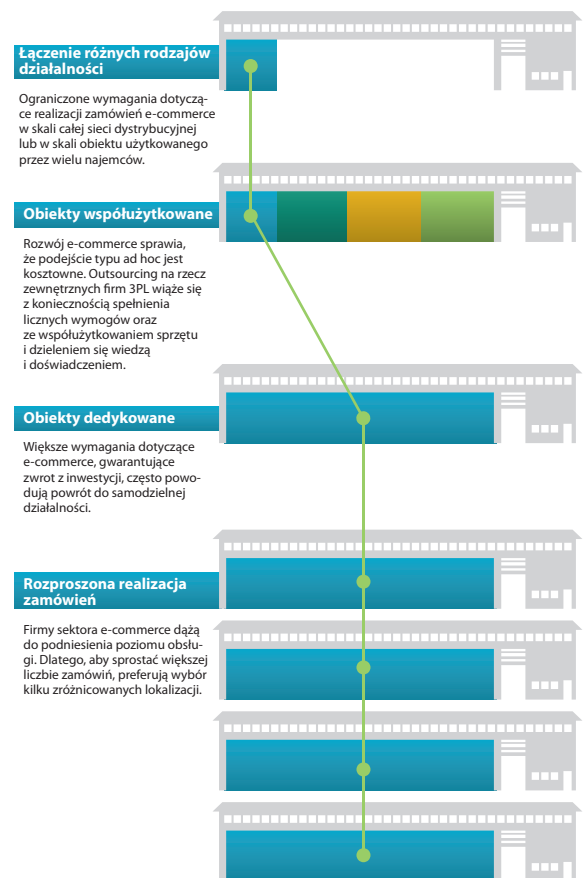 Łączenie różnych rodzajów
działalności
Ograniczone wymagania dotyczą-
ce realizacji zamówień e-commerce
w skali całej sieci dystrybucyjnej
lub w skali obiektu użytkowanego
przez wielu najemców.
Obiekty współużytkowane
Rozwój e-commerce sprawia,
że podejście typu ad hoc jest
kosztowne. Outsourcing na rzecz
zewnętrznych firm 3PL wiąże się
z koniecznością spełnienia
licznych wymogów oraz
ze współużytkowaniem sprzętu
i dzieleniem się wiedzą
i doświadczeniem.
Obiekty dedykowane
Większe wymagania dotyczące
e-commerce, gwarantujące
zwrot z inwestycji, często powo-
dują powrót do samodzielnej
działalności.
Rozproszona realizacja
zamówień
Firmy sektora e-commerce dążą
do podniesienia poziomu obsłu-
gi. Dlatego, aby sprostać większej
liczbie zamówiń, preferują wybór
kilku zróżnicowanych lokalizacji.